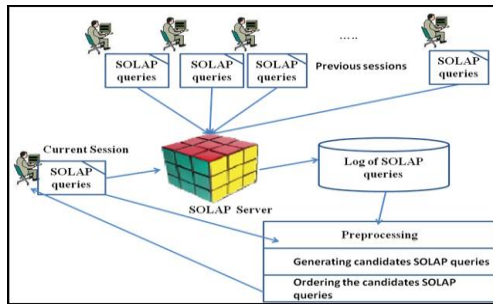 .....
SOLAP
queries
SOLAP
queries
SOLAP
queries
Previous sessions
SOLAP
queries
Current Session
SOLAP
queries
SOLAP Server
Log of SOLAP
queries
Preprocessing
Generating candidates SOLAP queries
Ordering the candidates SOLAP
queries